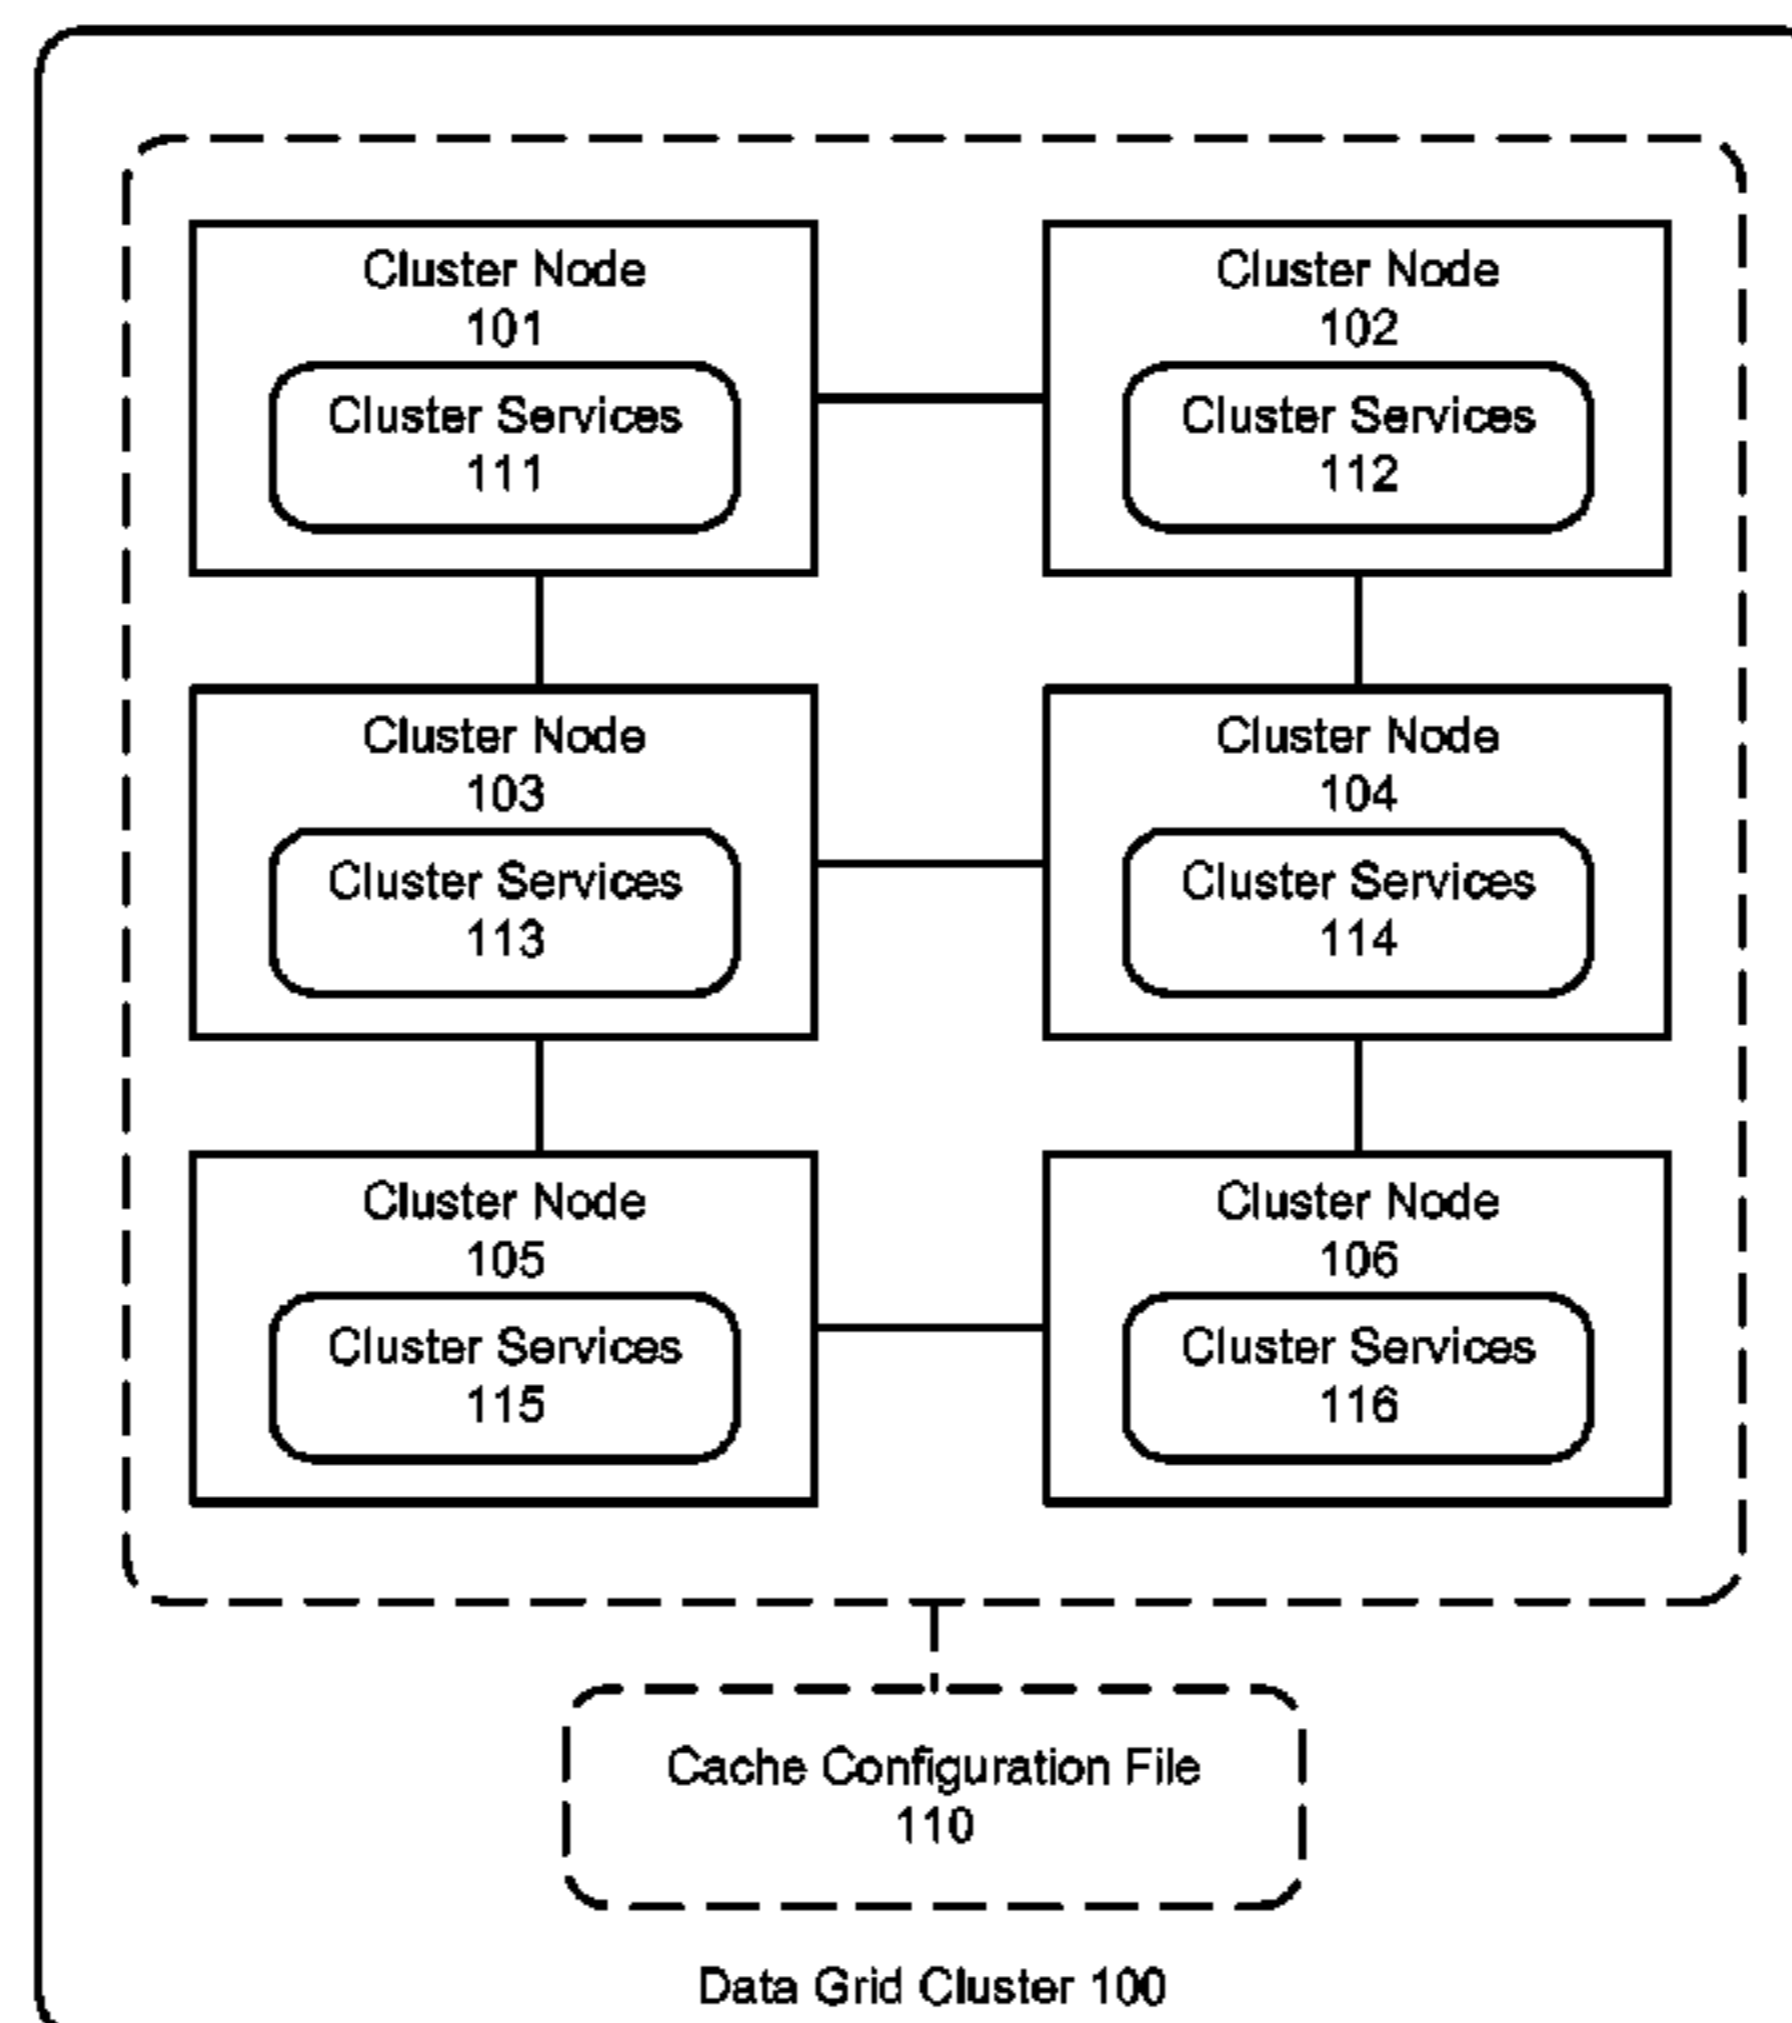 Cluster Node
101
Cluster Services
111
Cluster Node
102
Cluster Services
112
Cluster Node
103
Cluster Services
113
Cluster Node
104
Cluster Services
114
Cluster Node
105
Cluster Services
115
Cluster Node
106
Cluster Services
116
Cache Configuration File
110
Data Grid Cluster 100